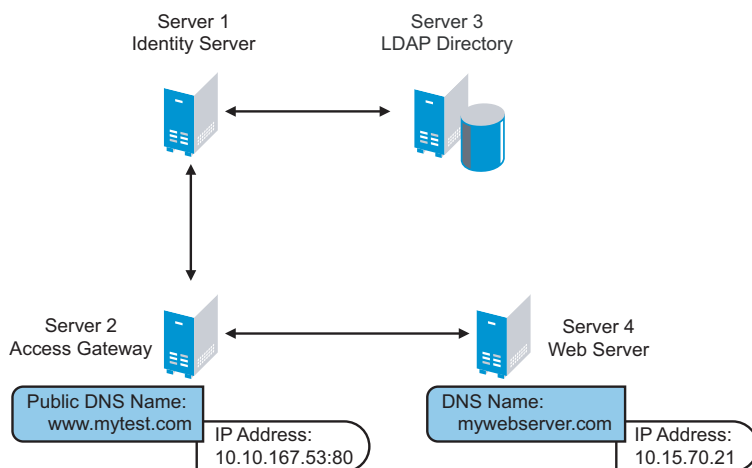 Server 1
Identity Server
Server 3
LDAP Directory
Server 2
Access Gateway
Server 4
Web Server
Public DNS Name:
www.mytest.com
IP Address:
10.10.167.53:80
DNS Name:
mywebserver.com
IP Address:
10.15.70.21